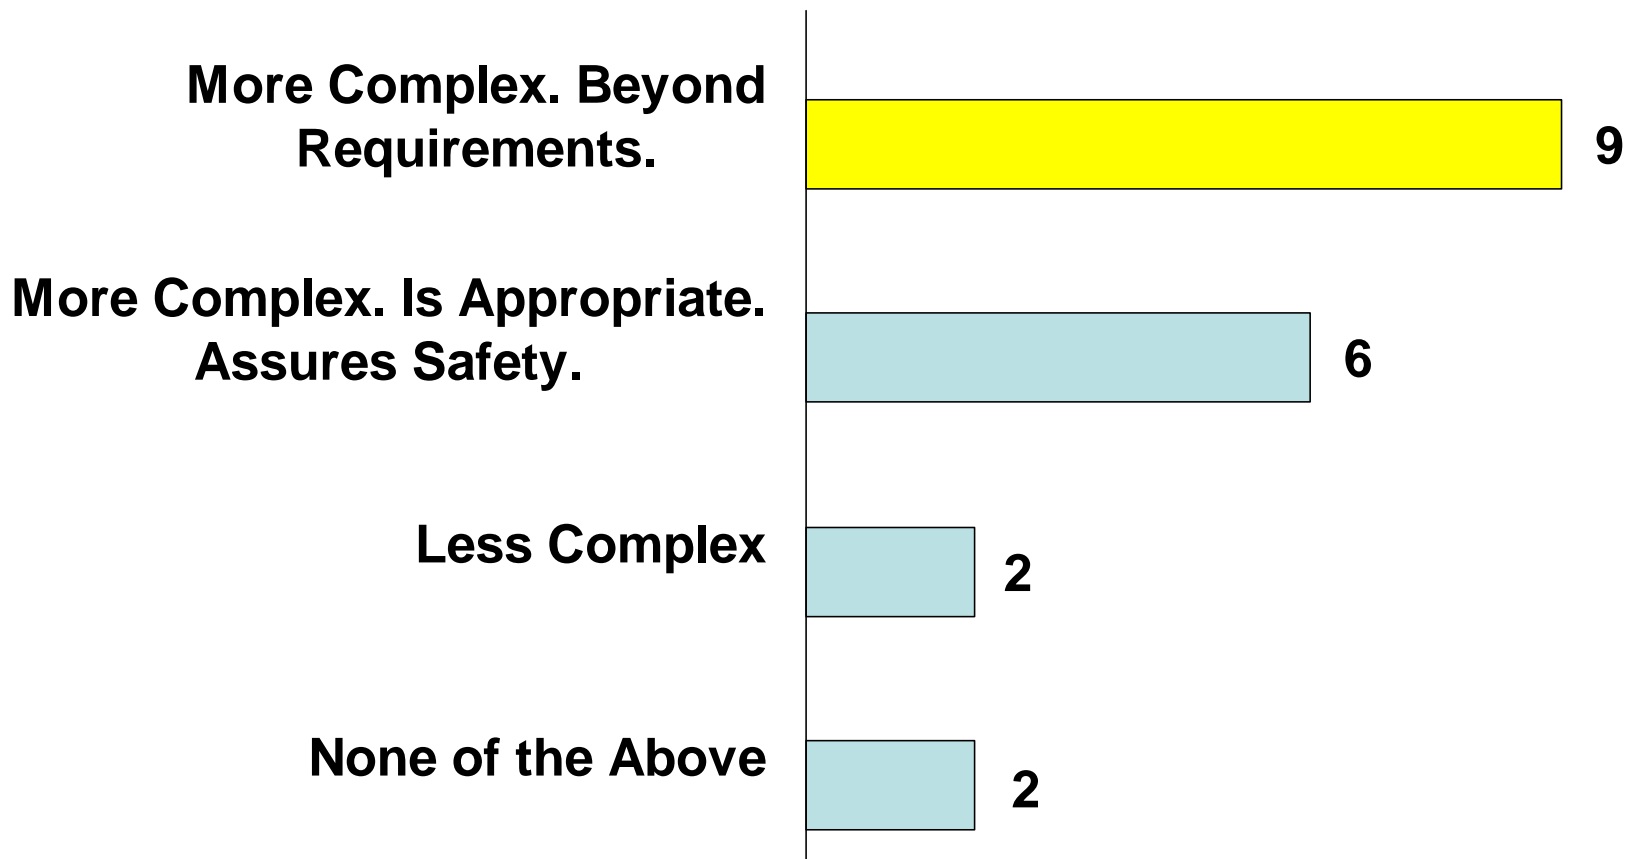 More Complex. Beyond
Requirements.
9
More Complex. Is Appropriate.
Assures Safety.
6
Less Complex
2
None of the Above
2